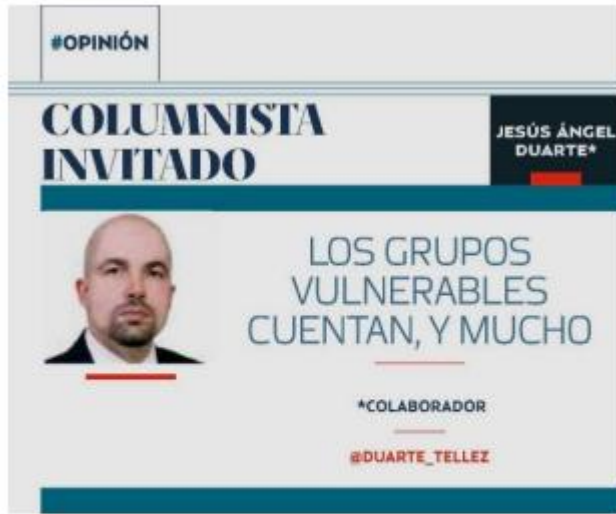 #OPINIÓN
COLUMNISTA
INVITADO
JESÚS ÁNGEL
DUARTE*
LOS GRUPOS
VULNERABLES
CUENTAN, Y MUCHO
*COLABORADOR
@DUARTE_TELLEZ